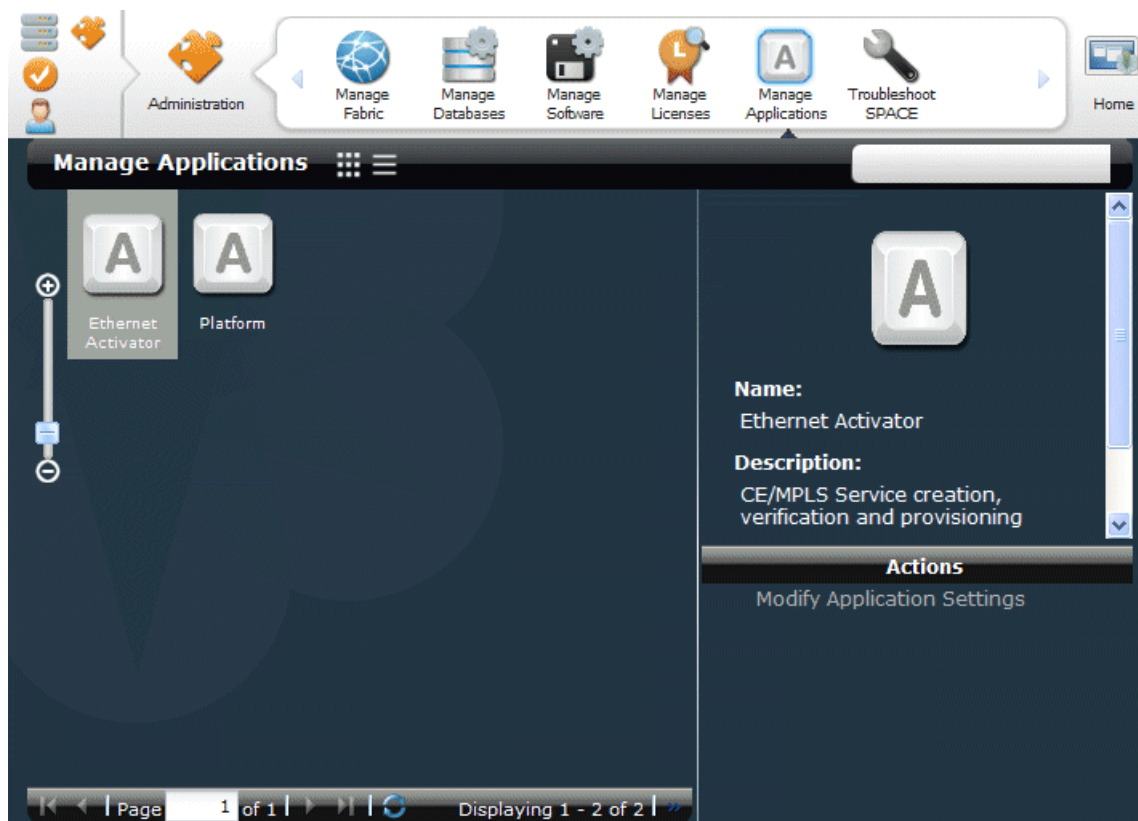 Administration
Manage
Fabric
Manage
Databases
Manage
Software
Manage
Licenses
A
Manage
Applications
Troubleshoot
SPACE
Home
Manage Applications
A
Ethernet
Activator
A
Platform
A
Name:
Ethernet Activator
Description:
CE/MPLS Service creation,
verification and provisioning
Actions
Modify Application Settings
Page 1 of 1 Displaying 1 - 2 of 2 »